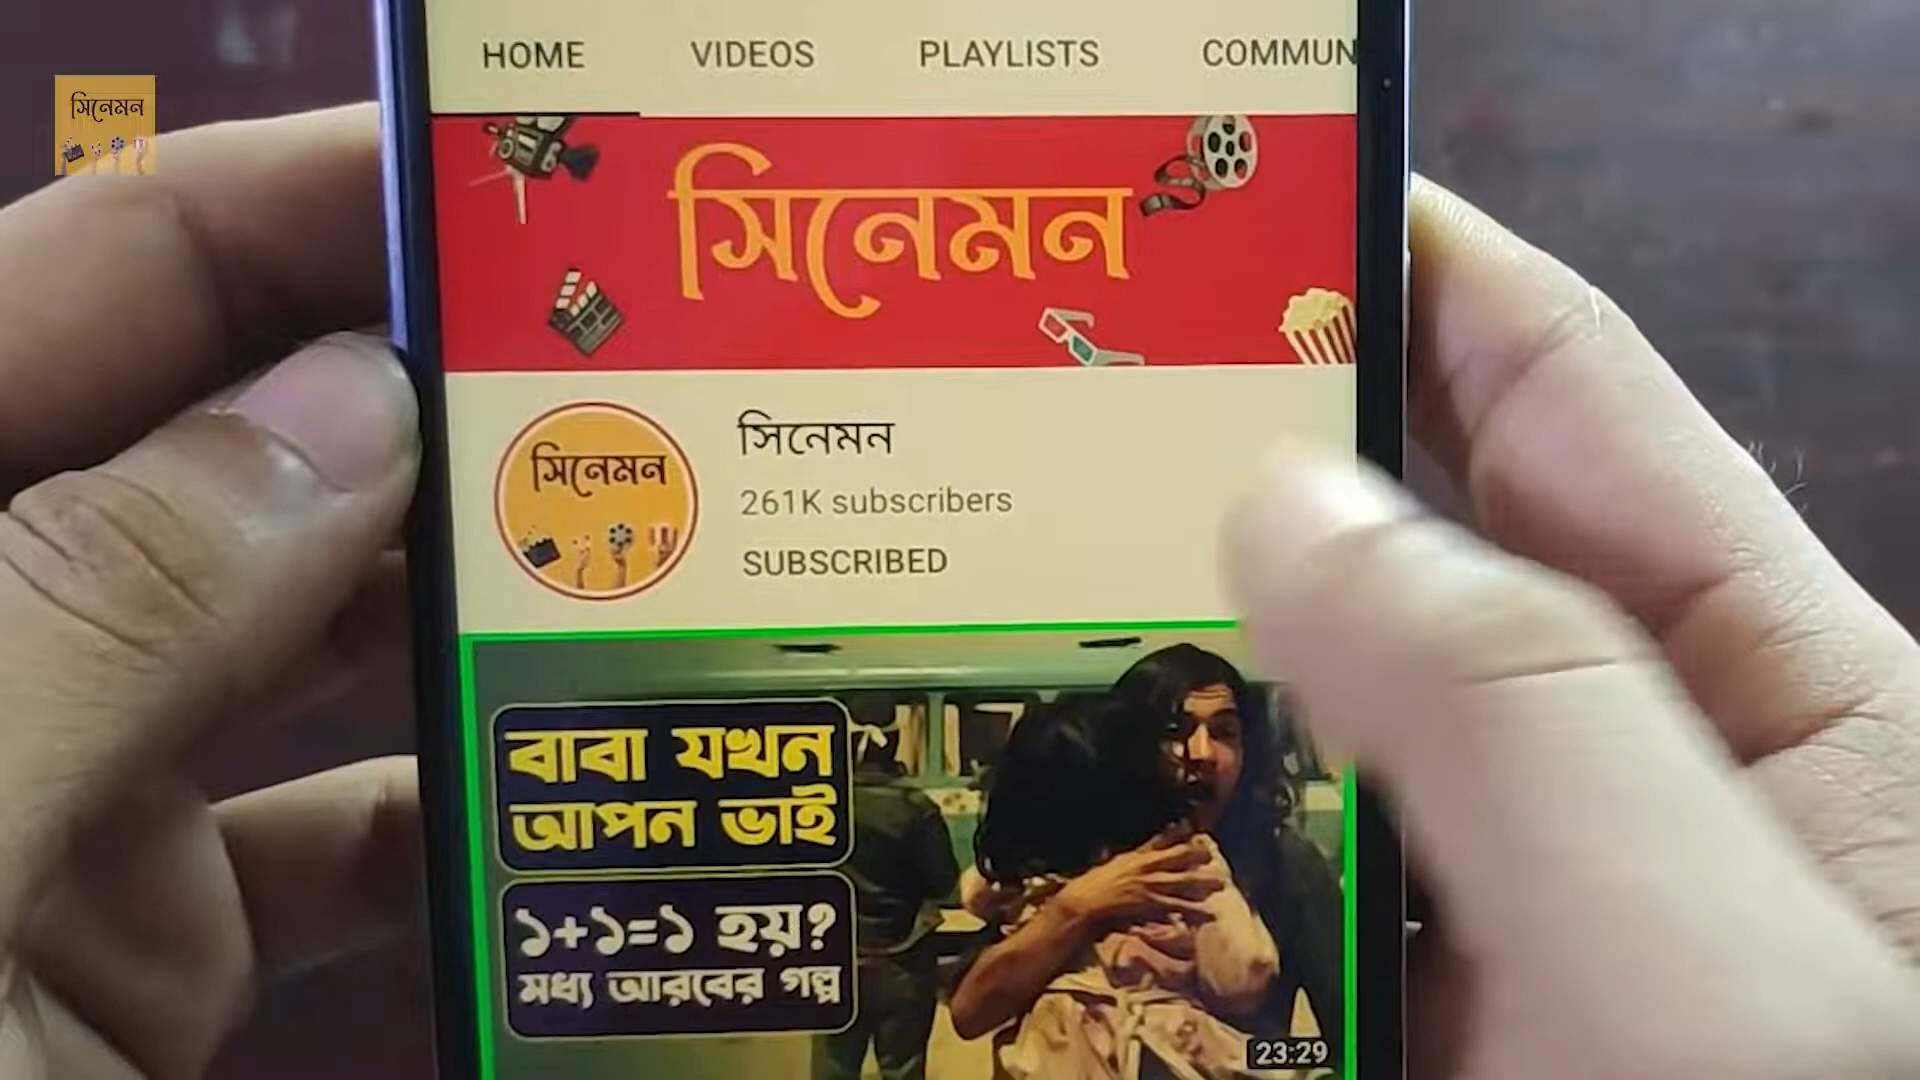 HOME VIDEOS PLAYLISTS COMMUN
সিনেমন
সিনেমন
সিনেমন
261K subscribers
সিনেমন
SUBSCRIBED
বাবা যখন
আপন ভাই
১+১=১ হয়?
মধ্য আরবের গল্প
23:29